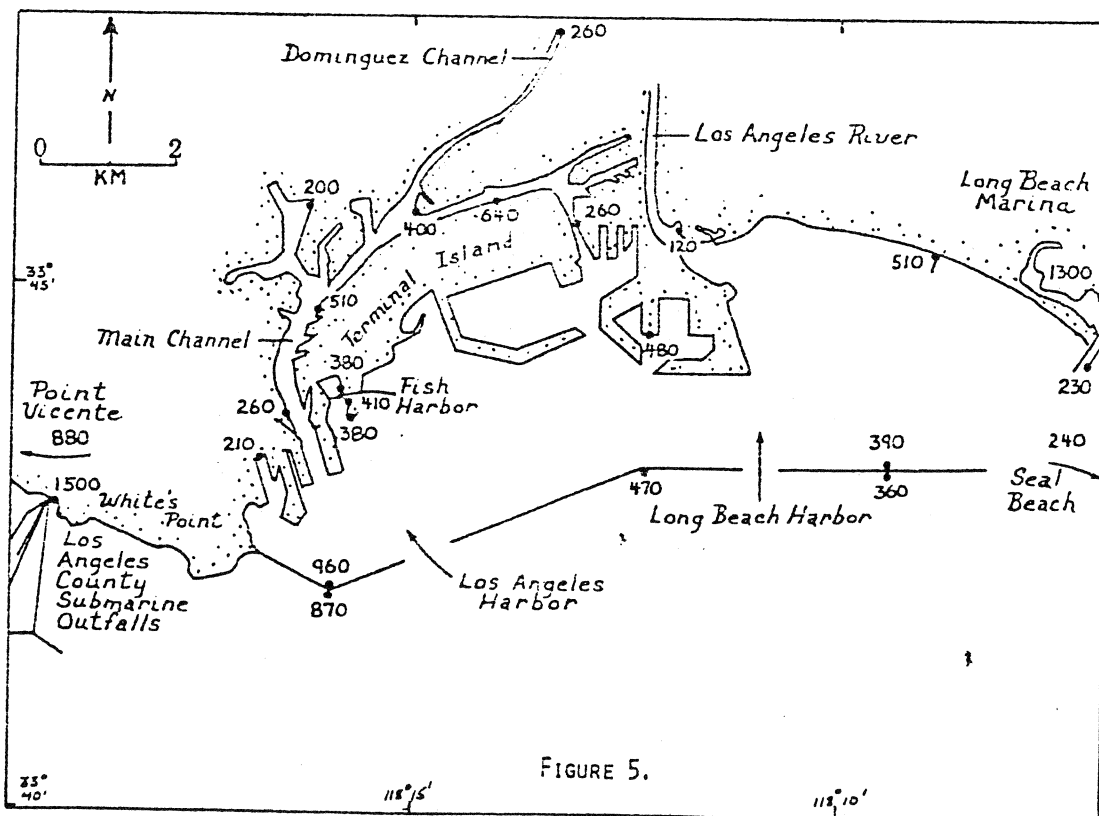 260
Dominguez Channel
N
0 2
KM
Los Angeles River
Long Beach
Marina
200
400
640
260
120
510
1300
Terminal Island
33°
45'
510
Main Channel
480
230
380
Fish
Harbor
410
380
Point
Vicente
880
260
210
390
360
240
Seal
Beach
1500
White's
Point
470
Long Beach Harbor
Los
Angeles
County
Submarine
Outfalls
960
870
Los Angeles
Harbor
FIGURE 5.
33°
40'
118°15'
118°10'